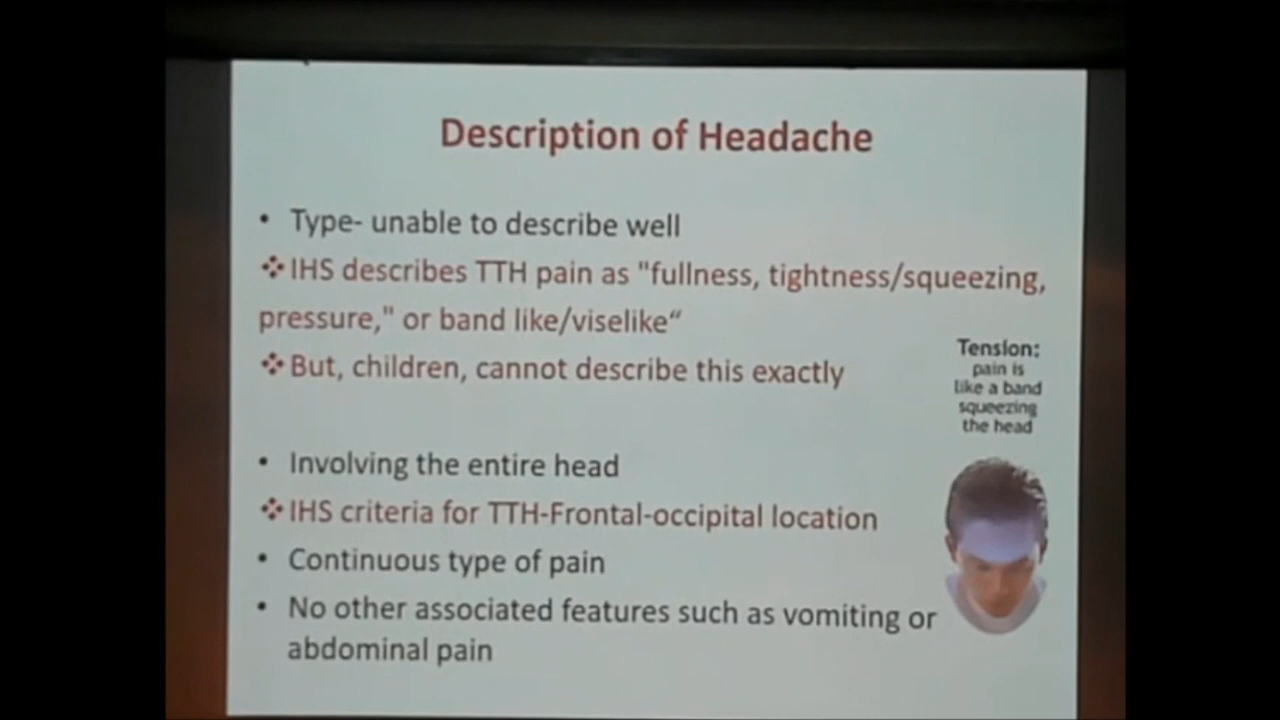 Description of Headache
• Type- unable to describe well
❖IHS describes TTH pain as "fullness, tightness/squeezing,
pressure," or band like/viselike“
❖But, children, cannot describe this exactly
Tension:
pain is
like a band
squeezing
the head
• Involving the entire head
❖IHS criteria for TTH-Frontal-occipital location
• Continuous type of pain
• No other associated features such as vomiting or
abdominal pain